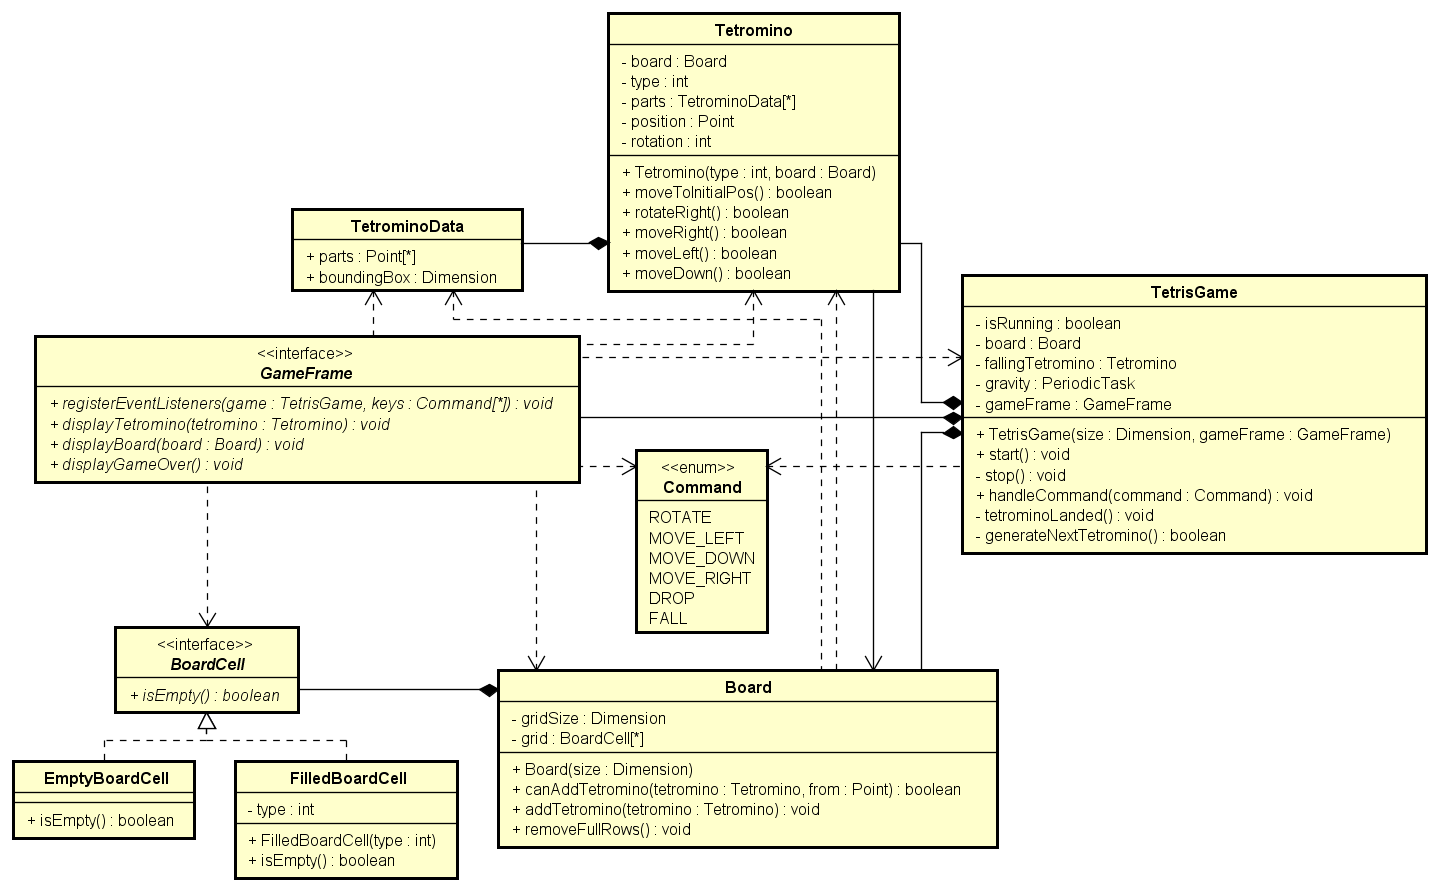 Tetromino
- board : Board
- type : int
- parts : TetrominoData[*]
- position : Point
- rotation : int
+ Tetromino(type : int, board : Board)
+ moveToInitialPos() : boolean
+ rotateRight() : boolean
+ moveRight() : boolean
+ moveLeft() : boolean
+ moveDown() : boolean
TetrominoData
+ parts : Point[*]
+ boundingBox : Dimension
TetrisGame
- isRunning : boolean
- board : Board
- fallingTetromino : Tetromino
- gravity : PeriodicTask
- gameFrame : GameFrame
+ TetrisGame(size : Dimension, gameFrame : GameFrame)
+ start() : void
- stop() : void
+ handleCommand(command : Command) : void
- tetrominoLanded() : void
- generateNextTetromino() : boolean
<<interface>>
GameFrame
+ registerEventListeners(game : TetrisGame, keys : Command[*]) : void
+ displayTetromino(tetromino : Tetromino) : void
+ displayBoard(board : Board) : void
+ displayGameOver() : void
<<enum>>
Command
ROTATE
MOVE_LEFT
MOVE_DOWN
MOVE_RIGHT
DROP
FALL
<<interface>>
BoardCell
+ isEmpty() : boolean
Board
- gridSize : Dimension
- grid : BoardCell[*]
+ Board(size : Dimension)
+ canAddTetromino(tetromino : Tetromino, from : Point) : boolean
+ addTetromino(tetromino : Tetromino) : void
+ removeFullRows() : void
EmptyBoardCell
+ isEmpty() : boolean
FilledBoardCell
- type : int
+ FilledBoardCell(type : int)
+ isEmpty() : boolean